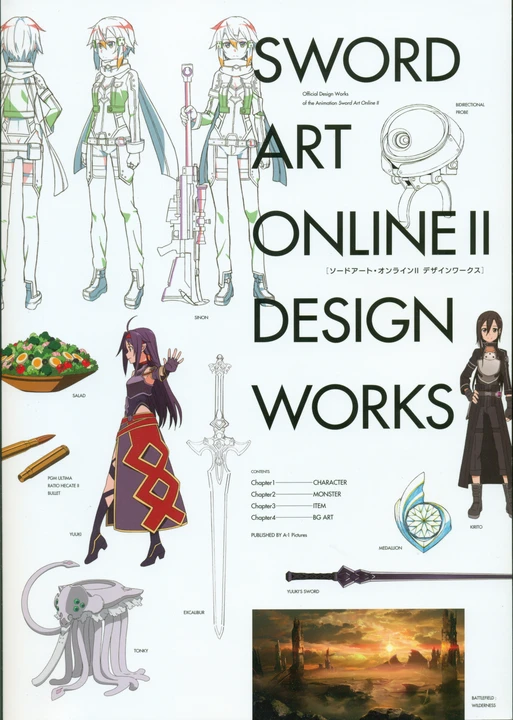 SWORD
Official Design Works
of the Animation Sword Art Online II
BIDIRECTIONAL
PROBE
ART
ONLINE II
[ソードアート・オンラインII デザインワークス]
SINON
DESIGN
WORKS
SALAD
PGM ULTIMA
RATIO HECATE II
BULLET
YUUKI
CONTENTS
Chapter1 CHARACTER
Chapter2 MONSTER
Chapter3 ITEM
Chapter4 BG ART
PUBLISHED BY A-1 Pictures
KIRITO
MEDALLION
YUUKI'S SWORD
EXCALIBUR
TONKY
BATTLEFIELD :
WILDERNESS